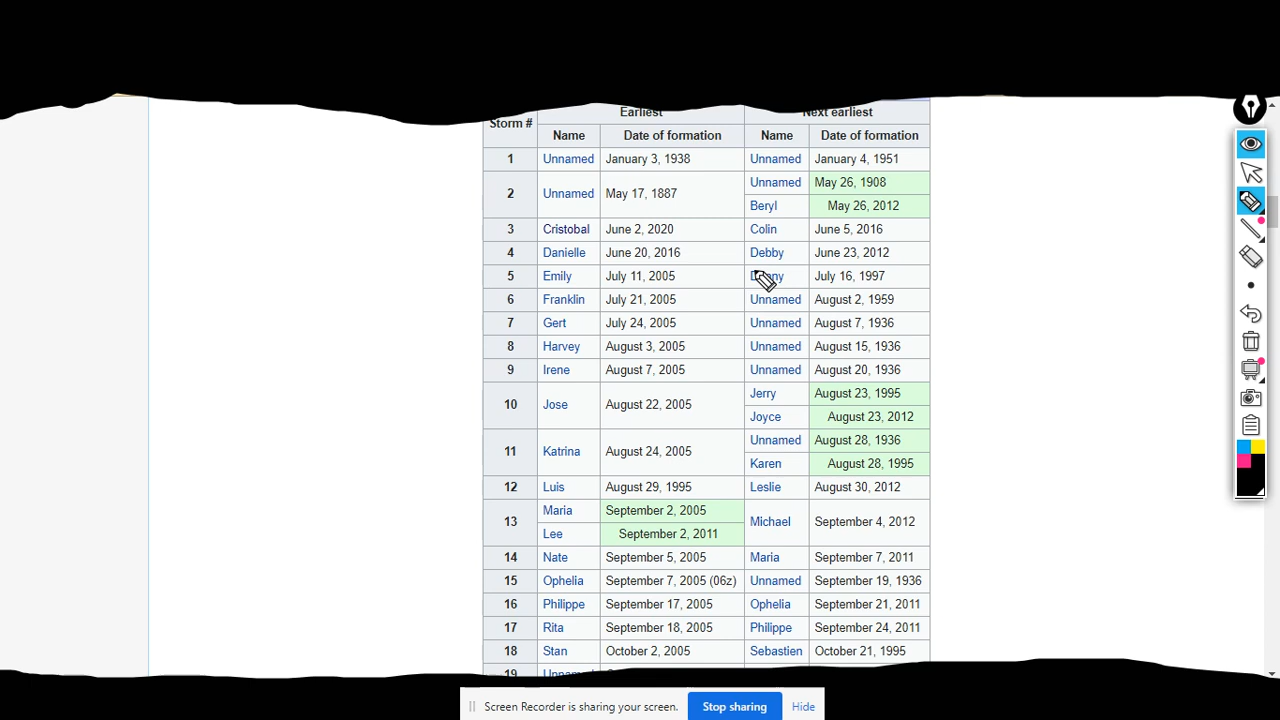 Earliest Next earliest
Storm #
Name Date of formation Name Date of formation
1 Unnamed January 3, 1938 Unnamed January 4, 1951
2 Unnamed May 17, 1887 Unnamed May 26, 1908
Beryl May 26, 2012
3 Cristobal June 2, 2020 Colin June 5, 2016
4 Danielle June 20, 2016 Debby June 23, 2012
5 Emily July 11, 2005 July 16, 1997
6 Franklin July 21, 2005 Unnamed August 2, 1959
7 Gert July 24, 2005 Unnamed August 7, 1936
8 Harvey August 3, 2005 Unnamed August 15, 1936
9 Irene August 7, 2005 Unnamed August 20, 1936
10 Jose August 22, 2005 Jerry August 23, 1995
Joyce August 23, 2012
11 Katrina August 24, 2005 Unnamed August 28, 1936
Karen August 28, 1995
12 Luis August 29, 1995 Leslie August 30, 2012
13 Maria September 2, 2005 Michael September 4, 2012
Lee September 2, 2011
14 Nate September 5, 2005 Maria September 7, 2011
15 Ophelia September 7, 2005 (06z) Unnamed September 19, 1936
16 Philippe September 17, 2005 Ophelia September 21, 2011
17 Rita September 18, 2005 Philippe September 24, 2011
18 Stan October 2, 2005 Sebastien October 21, 1995
19 Unnamed
Screen Recorder is sharing your screen. Stop sharing Hide